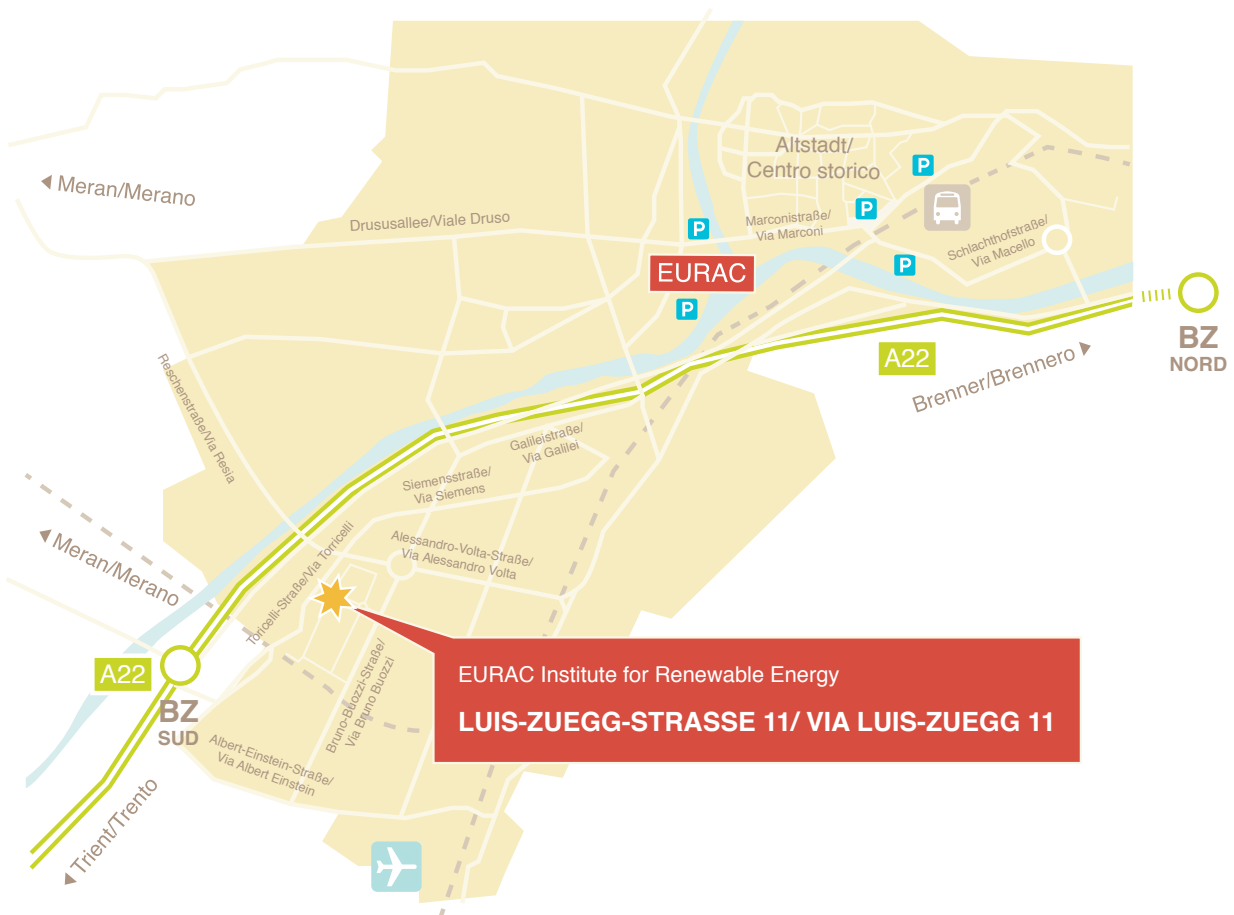 Altstadt/
Centro storico
P
◄ Meran/Merano
P
Drususallee/Viale Druso
P
Marconistraße/
Via Marconi
P
Schlachthofstraße/
Via Macello
EURAC
P
P
BZ
NORD
A22
Brenner/Brennero ►
Reschenstraße/Via Resia
Galileistraße/
Via Galilei
Siemensstraße/
Via Siemens
◄ Meran/Merano
Toricelli-Straße/Via Torricelli
Alessandro-Volta-Straße/
Via Alessandro Volta
A22
BZ
SUD
EURAC Institute for Renewable Energy
LUIS-ZUEGG-STRASSE 11/ VIA LUIS-ZUEGG 11
Bruno-Buozzi-Straße/
Via Bruno Buozzi
Albert-Einstein-Straße/
Via Albert Einstein
◄ Trient/Trento